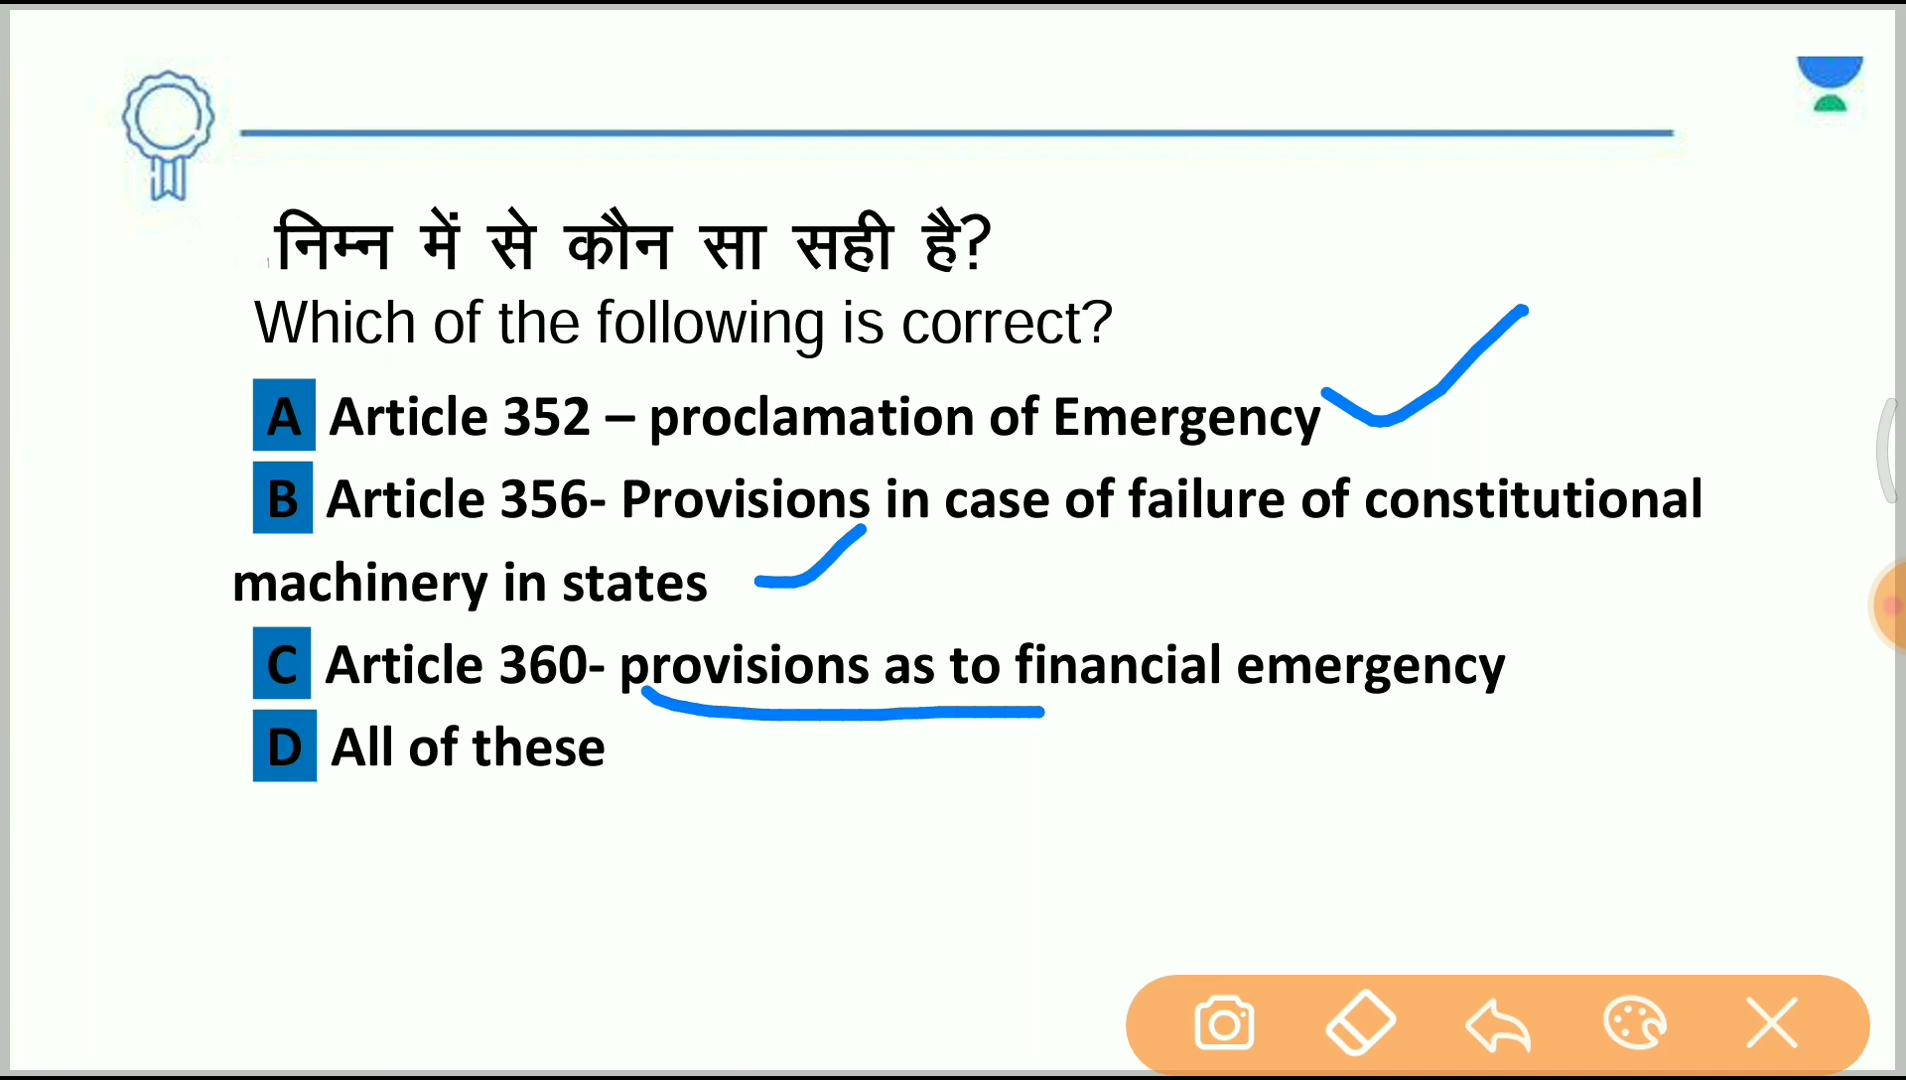 निम्न में से कौन सा सही है?
Which of the following is correct?
A Article 352 – proclamation of Emergency
B Article 356- Provisions in case of failure of constitutional
machinery in states
C Article 360- provisions as to financial emergency
D All of these